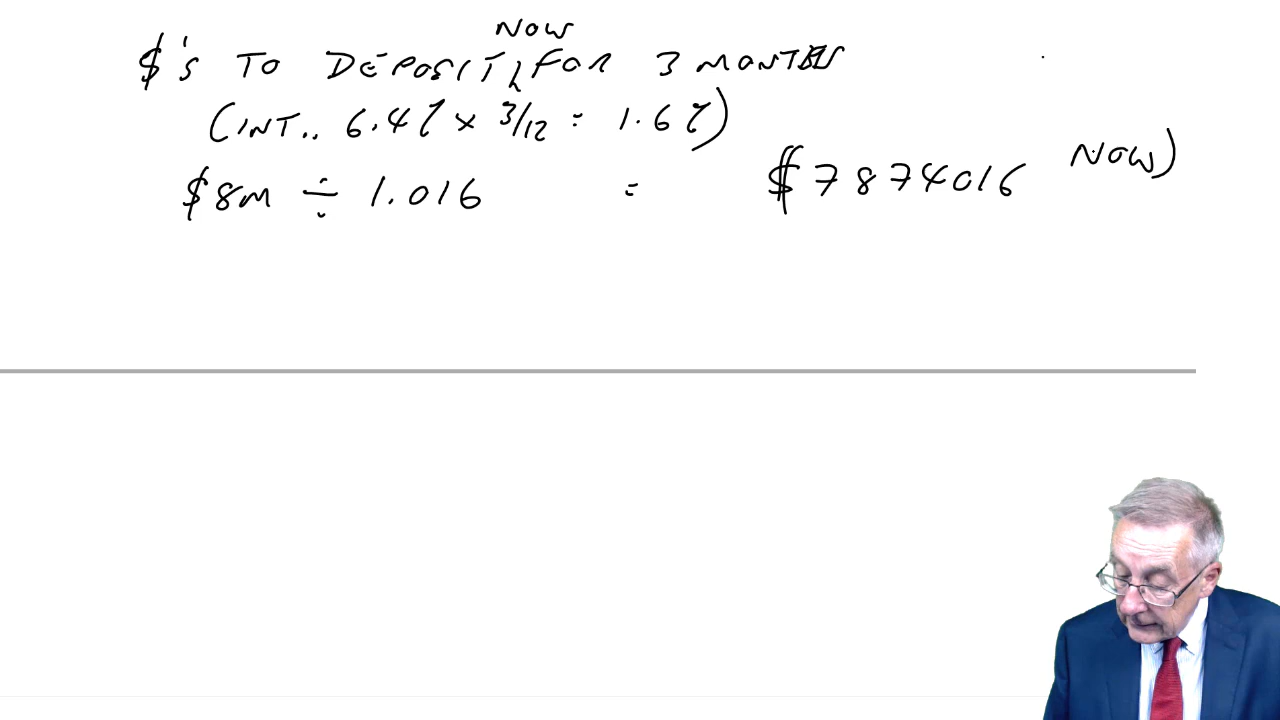 NOW
$'s TO DEPOSIT, FOR 3 MONTHS
(INT.. 6.4% × 3/12 = 1.6%)
$8M ÷ 1.016 = $7874016 NOW)